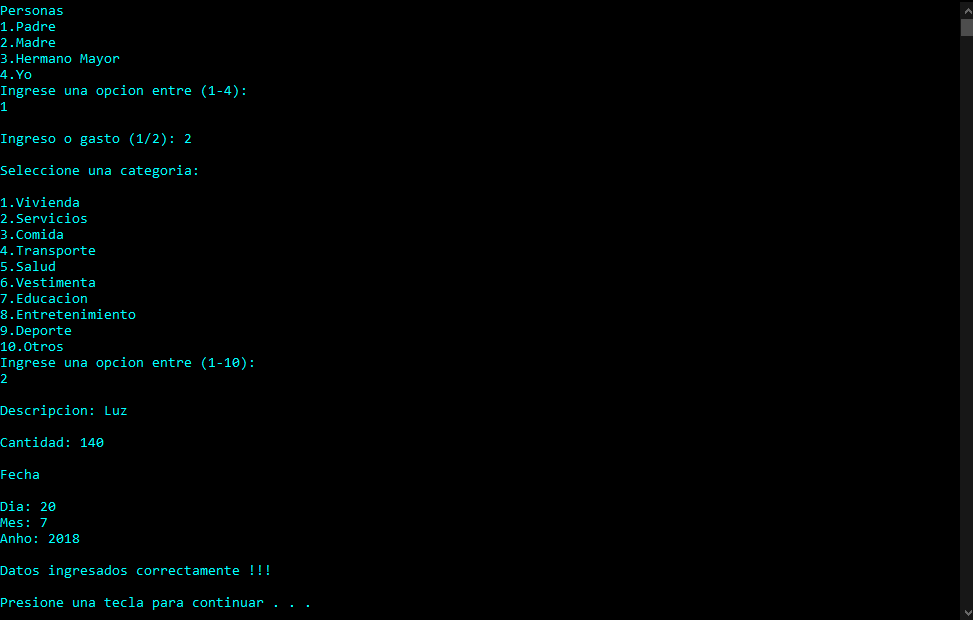 Personas
1.Padre
2.Madre
3.Hermano Mayor
4.Yo
Ingrese una opcion entre (1-4):
1
Ingreso o gasto (1/2): 2
Seleccione una categoria:
1.Vivienda
2.Servicios
3.Comida
4.Transporte
5.Salud
6.Vestimenta
7.Educacion
8.Entretenimiento
9.Deporte
10.Otros
Ingrese una opcion entre (1-10):
2
Descripcion: Luz
Cantidad: 140
Fecha
Dia: 20
Mes: 7
Anho: 2018
Datos ingresados correctamente !!!
Presione una tecla para continuar . . .